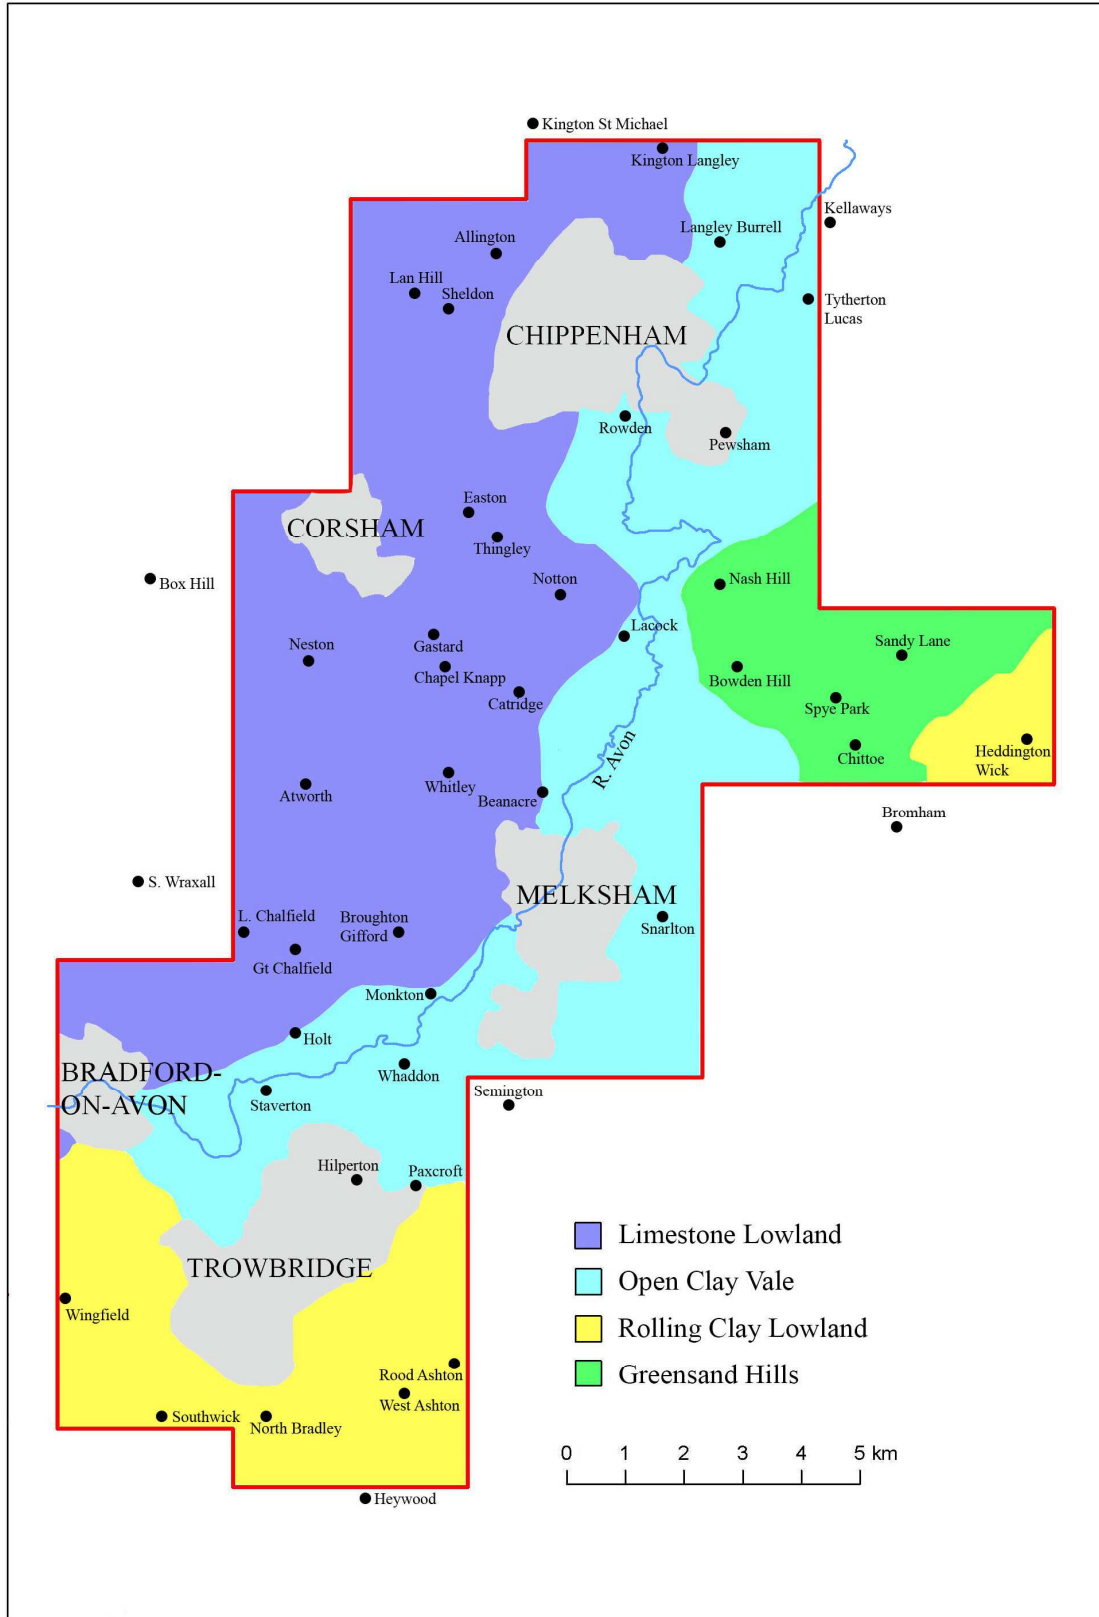 Kington St Michael
Kington Langley
Kellaways
Langley Burrell
Allington
Lan Hill
Sheldon
Tytherton
Lucas
CHIPPENHAM
Rowden
Pewsham
Easton
CORSHAM
Thingley
Box Hill
Notton
Nash Hill
Lacock
Neston
Gastard
Sandy Lane
Chapel Knapp
Bowden Hill
Catridge
Spye Park
R. Avon
Chittoe
Heddington
Wick
Whitley
Atworth
Beanacre
Bromham
S. Wraxall
MELKSHAM
L. Chalfield
Broughton
Gifford
Snarlton
Gt Chalfield
Monkton
Holt
BRADFORD-
ON-AVON
Whaddon
Staverton
Semington
Hilperton
Paxcroft
TROWBRIDGE
Wingfield
Rood Ashton
West Ashton
Southwick
North Bradley
Heywood
Limestone Lowland
Open Clay Vale
Rolling Clay Lowland
Greensand Hills
0 1 2 3 4 5 km